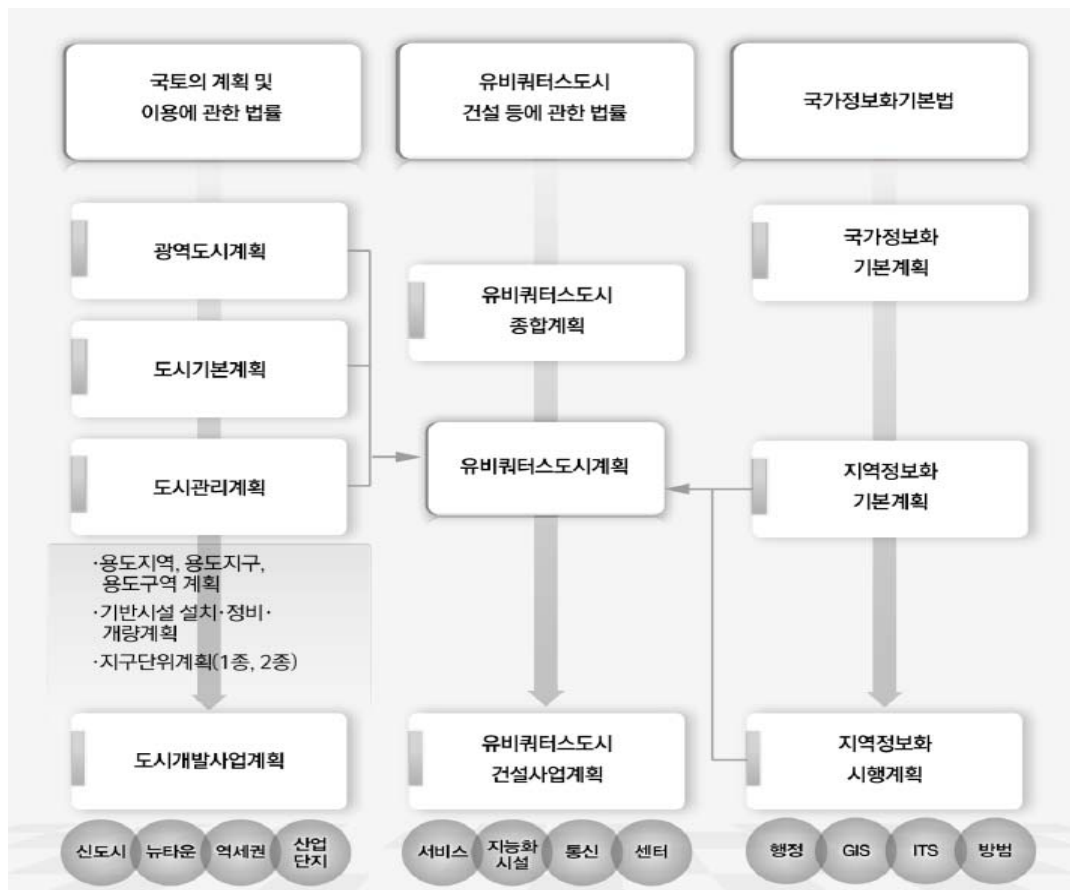 국토의 계획 및
이용에 관한 법률
유비쿼터스도시
건설 등에 관한 법률
국가정보화기본법
광역도시계획
도시기본계획
도시관리계획
·용도지역, 용도지구,
용도구역 계획
·기반시설 설치·정비·
개량계획
·지구단위계획(1종, 2종)
도시개발사업계획
신도시
뉴타운
역세권
산업
단지
유비쿼터스도시
종합계획
유비쿼터스도시계획
유비쿼터스도시
건설사업계획
서비스
지능화
시설
통신
센터
국가정보화
기본계획
지역정보화
기본계획
지역정보화
시행계획
행정
GIS
ITS
방범